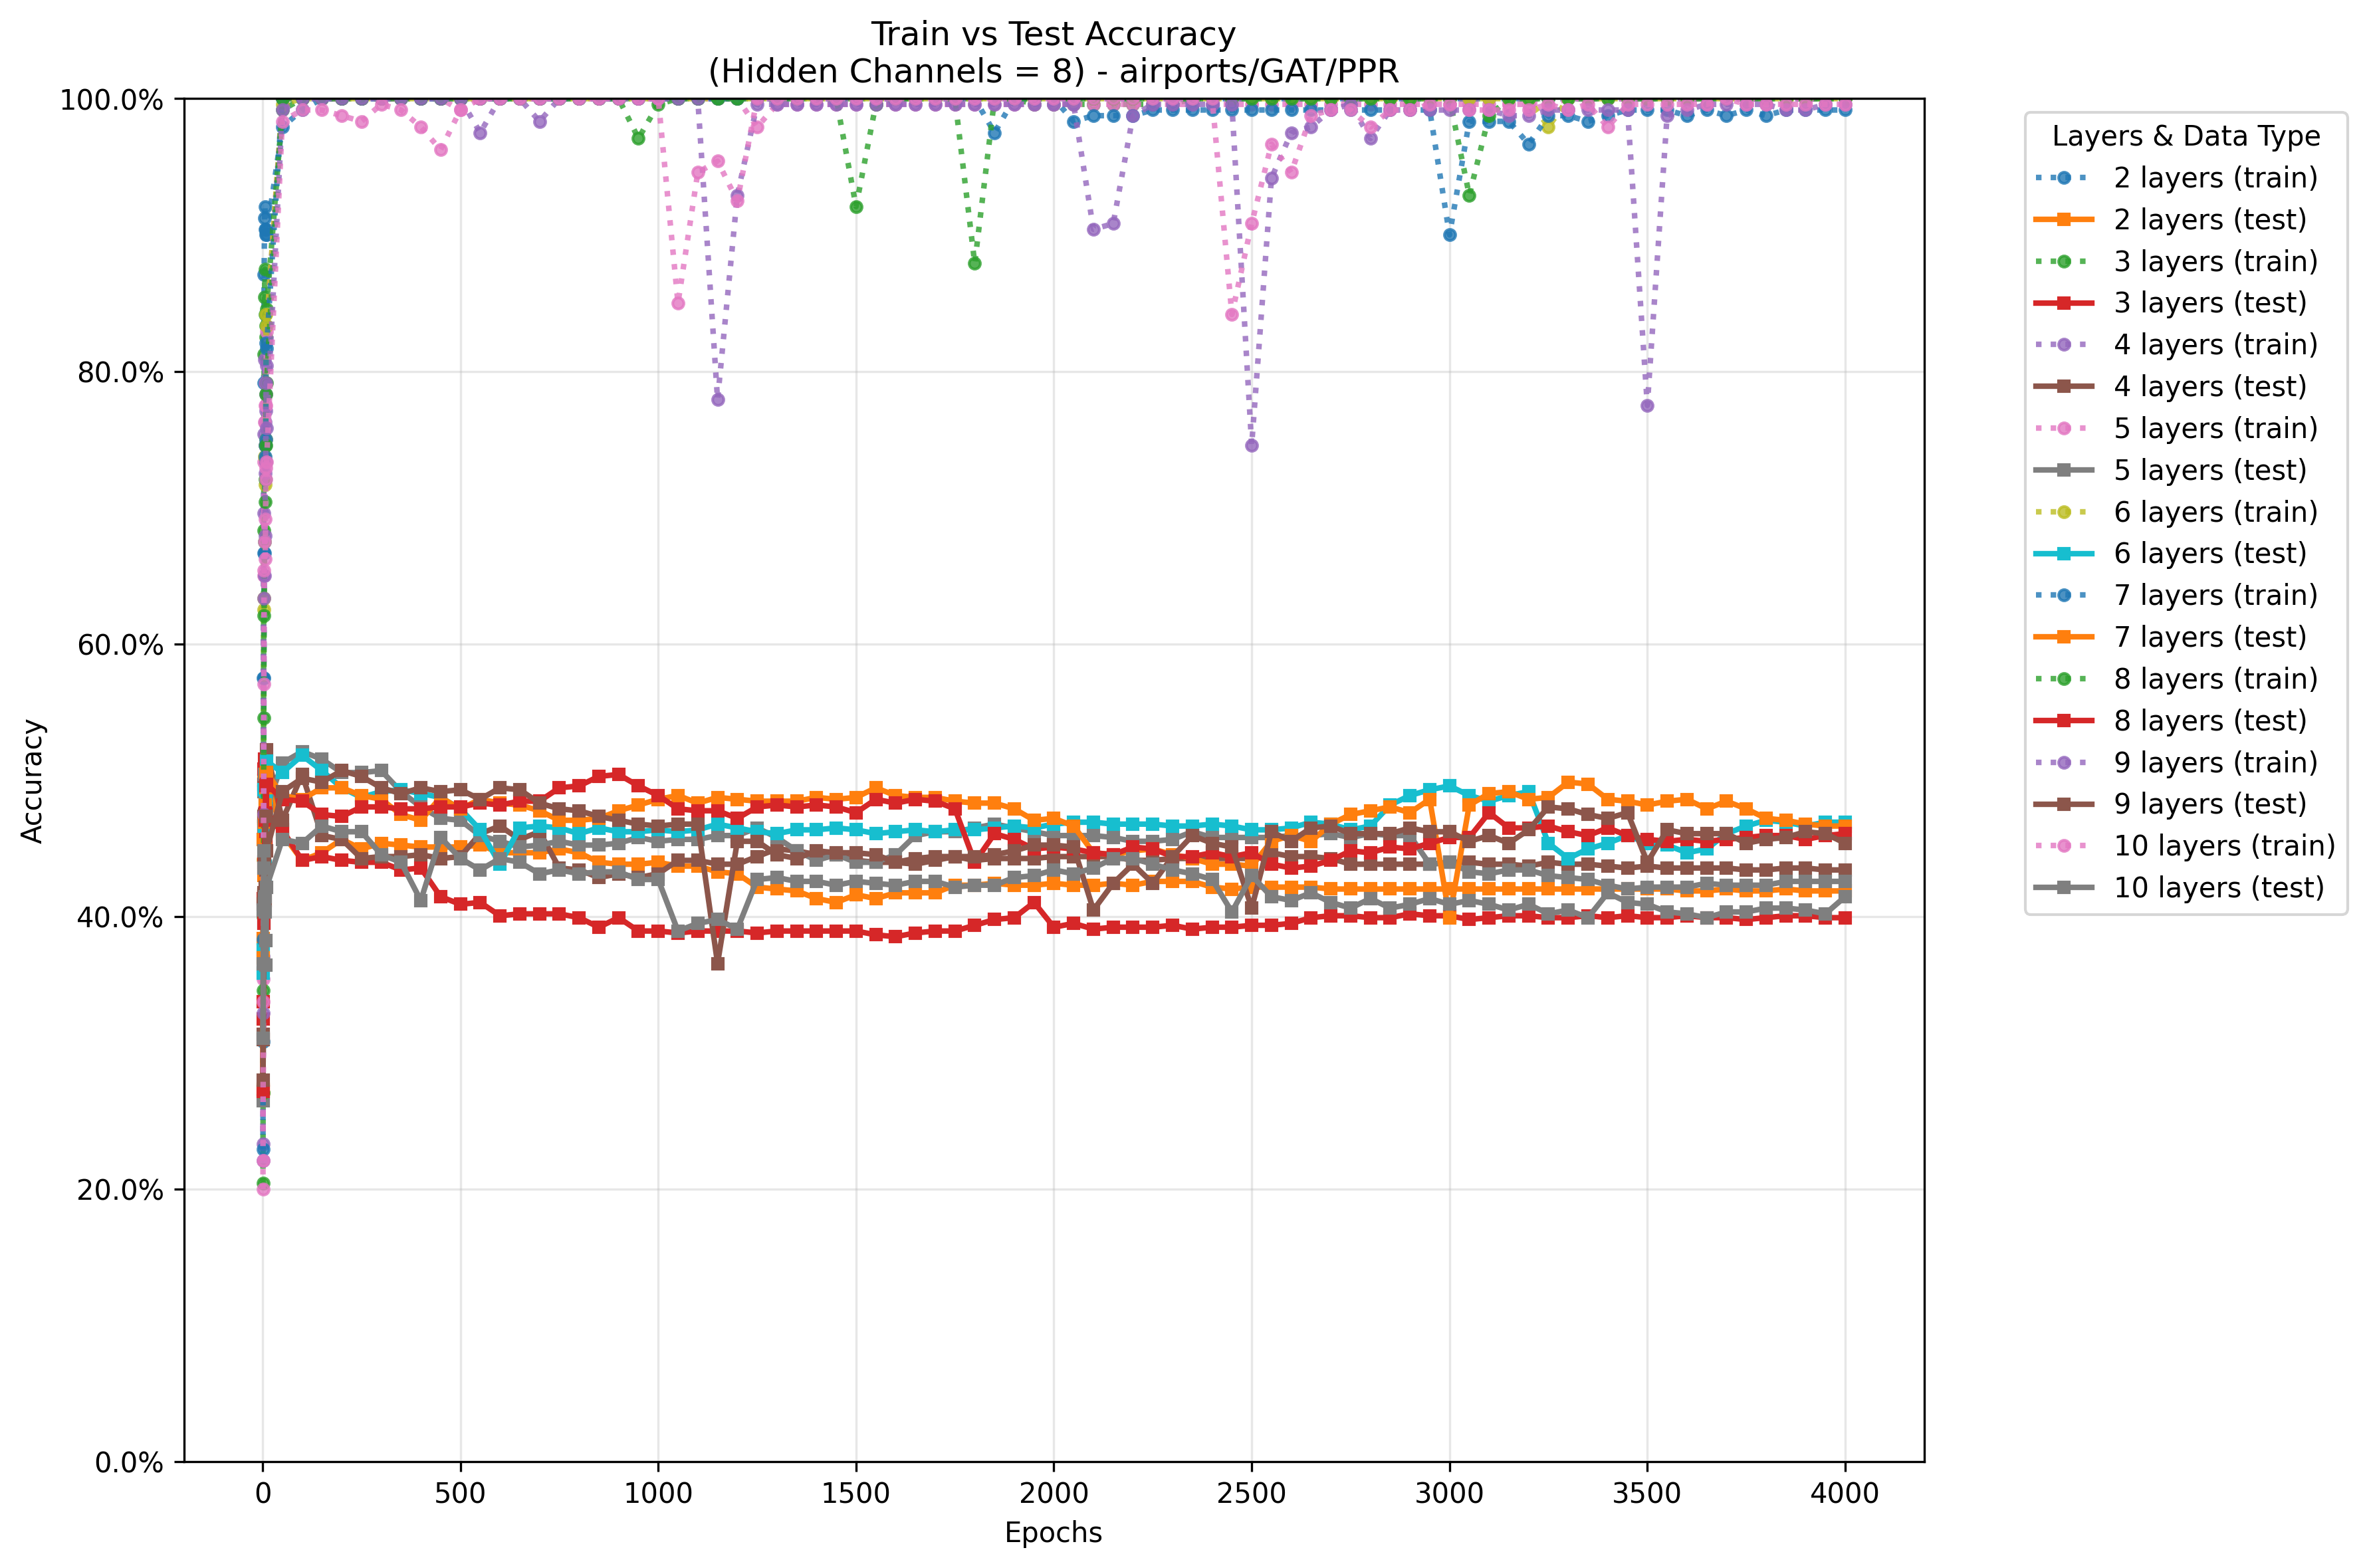 Train vs Test Accuracy
(Hidden Channels = 8) - airports/GAT/PPR
100.0%
80.0%
60.0%
40.0%
20.0%
0.0%
Accuracy
0
500
1000
1500
2000
2500
3000
3500
4000
Epochs
Layers & Data Type
2 layers (train)
2 layers (test)
3 layers (train)
3 layers (test)
4 layers (train)
4 layers (test)
5 layers (train)
5 layers (test)
6 layers (train)
6 layers (test)
7 layers (train)
7 layers (test)
8 layers (train)
8 layers (test)
9 layers (train)
9 layers (test)
10 layers (train)
10 layers (test)